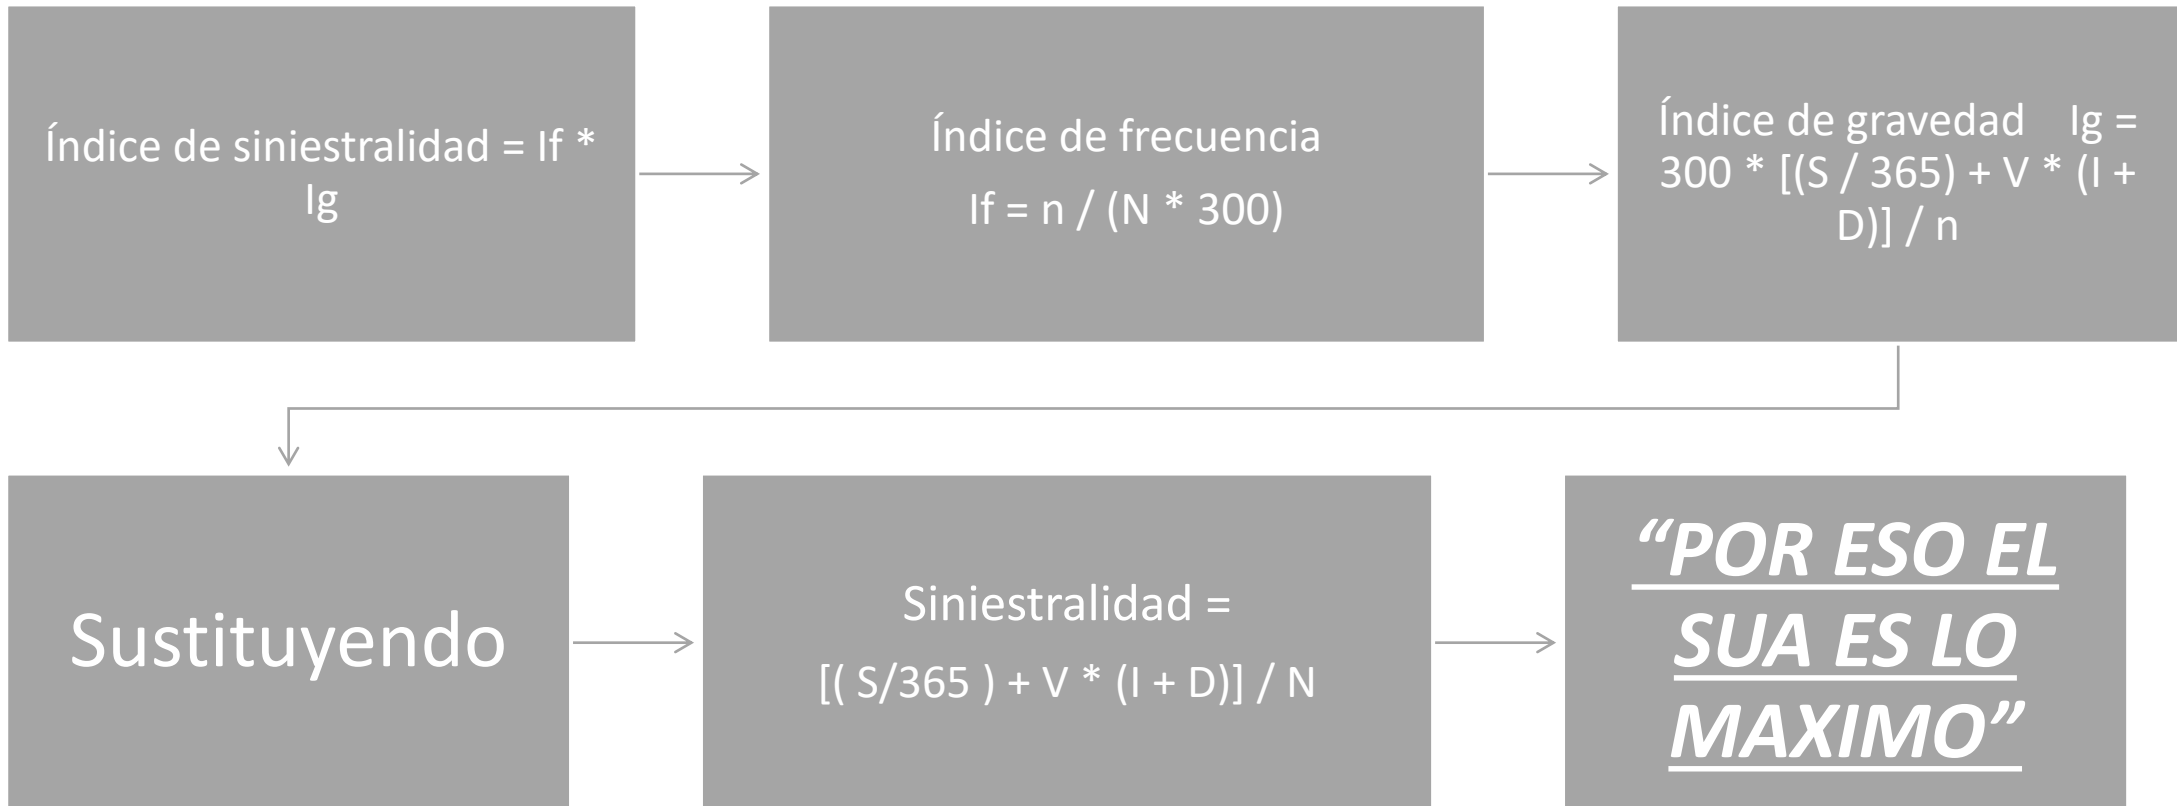 Índice de siniestralidad = If *
Ig
Índice de frecuencia
If = n / (N * 300)
Índice de gravedad Ig =
300 * [(S / 365) + V * (I +
D)] / n
Sustituyendo
Siniestralidad =
[( S/365 ) + V * (I + D)] / N
“POR ESO EL
SUA ES LO
MAXIMO”